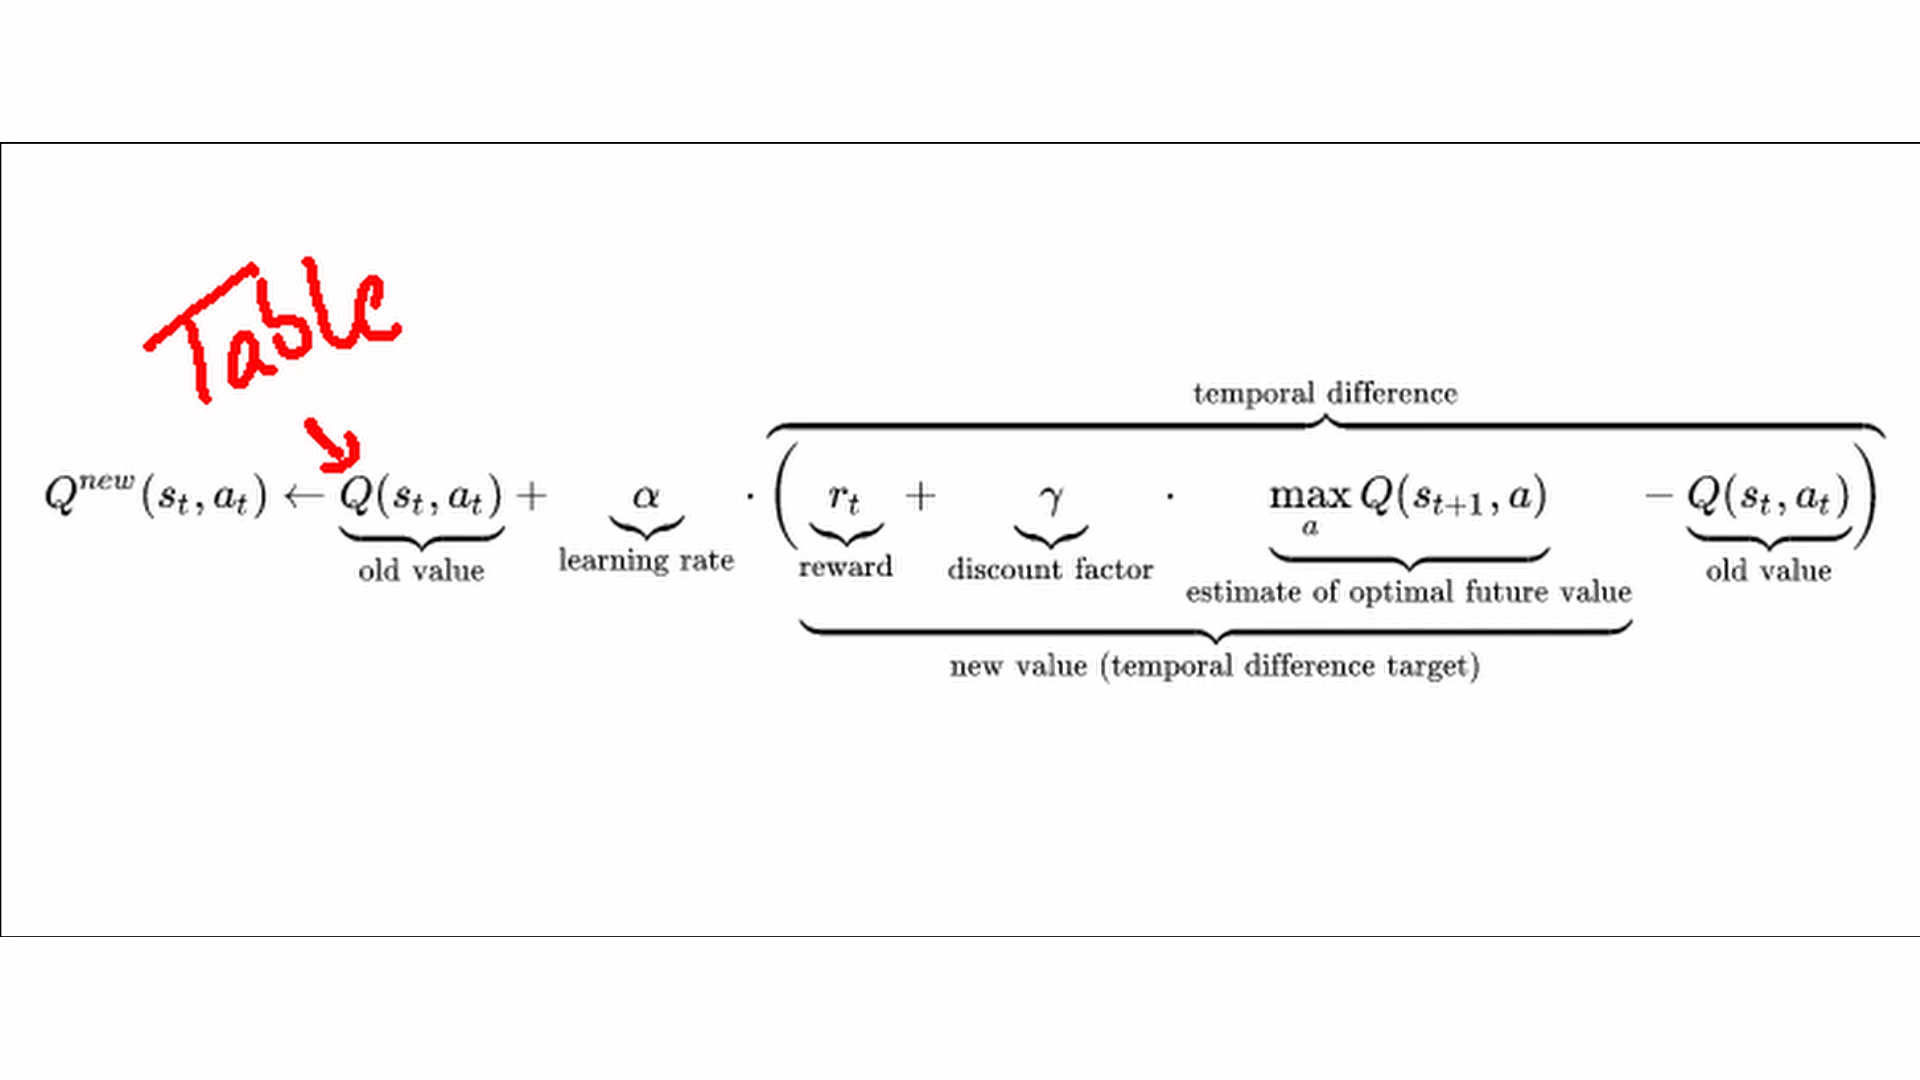 Table
temporal difference
Qⁿᵉʷ(sₜ, aₜ) ← Q(sₜ, aₜ) + α · (rₜ + γ · maxₐ Q(sₜ₊₁, a) − Q(sₜ, aₜ))
old value learning rate reward discount factor estimate of optimal future value old value
new value (temporal difference target)